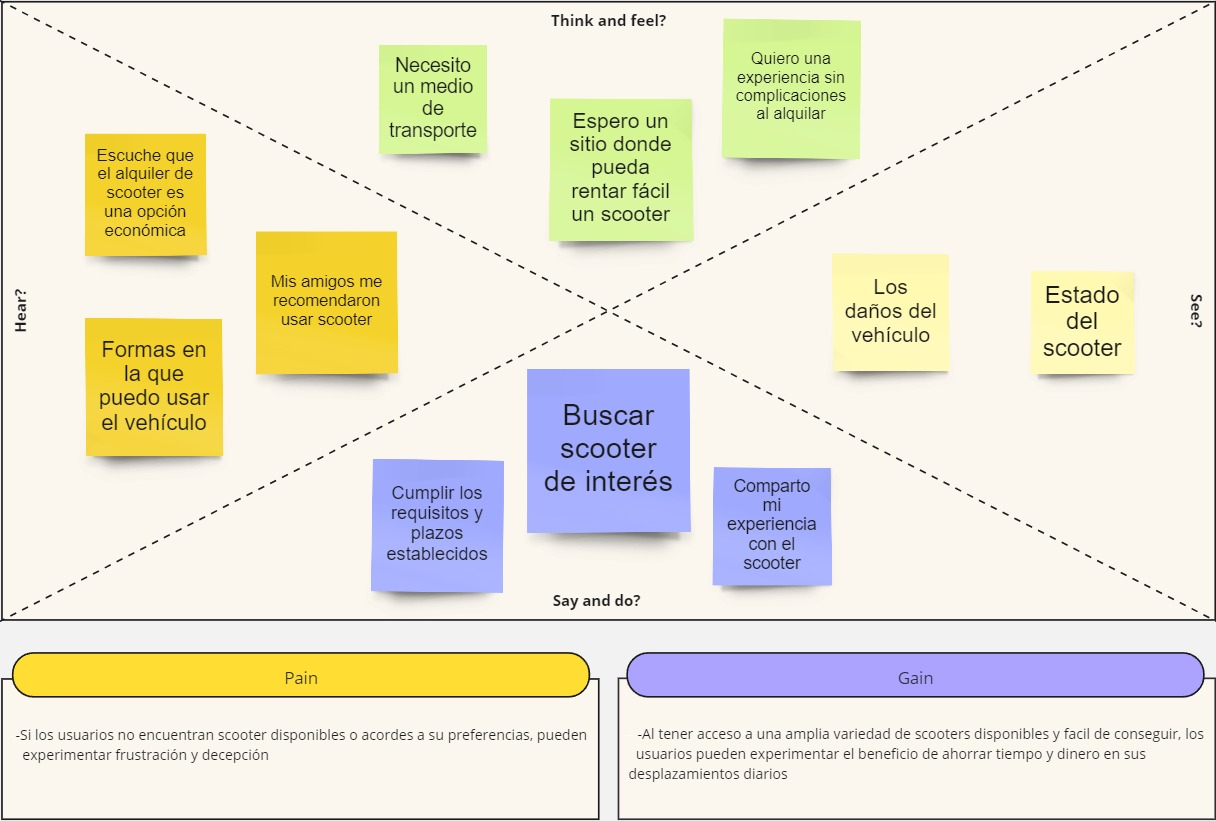 Think and feel?
Necesito
un medio
de
transporte
Espero un
sitio donde
pueda
rentar fácil
un scooter
Quiero una
experiencia sin
complicaciones
al alquilar
Hear?
Escuche que
el alquiler de
scooter es
una opción
económica
Mis amigos me
recomendaron
usar scooter
Formas en
la que
puedo usar
el vehículo
Los
daños del
vehículo
Estado
del
scooter
See?
Cumplir los
requisitos y
plazos
establecidos
Buscar
scooter
de interés
Comparto
mi
experiencia
con el
scooter
Say and do?
Pain
-Si los usuarios no encuentran scooter disponibles o acordes a su preferencias, pueden
experimentar frustración y decepción
Gain
-Al tener acceso a una amplia variedad de scooters disponibles y facil de conseguir, los
usuarios pueden experimentar el beneficio de ahorrar tiempo y dinero en sus
desplazamientos diarios